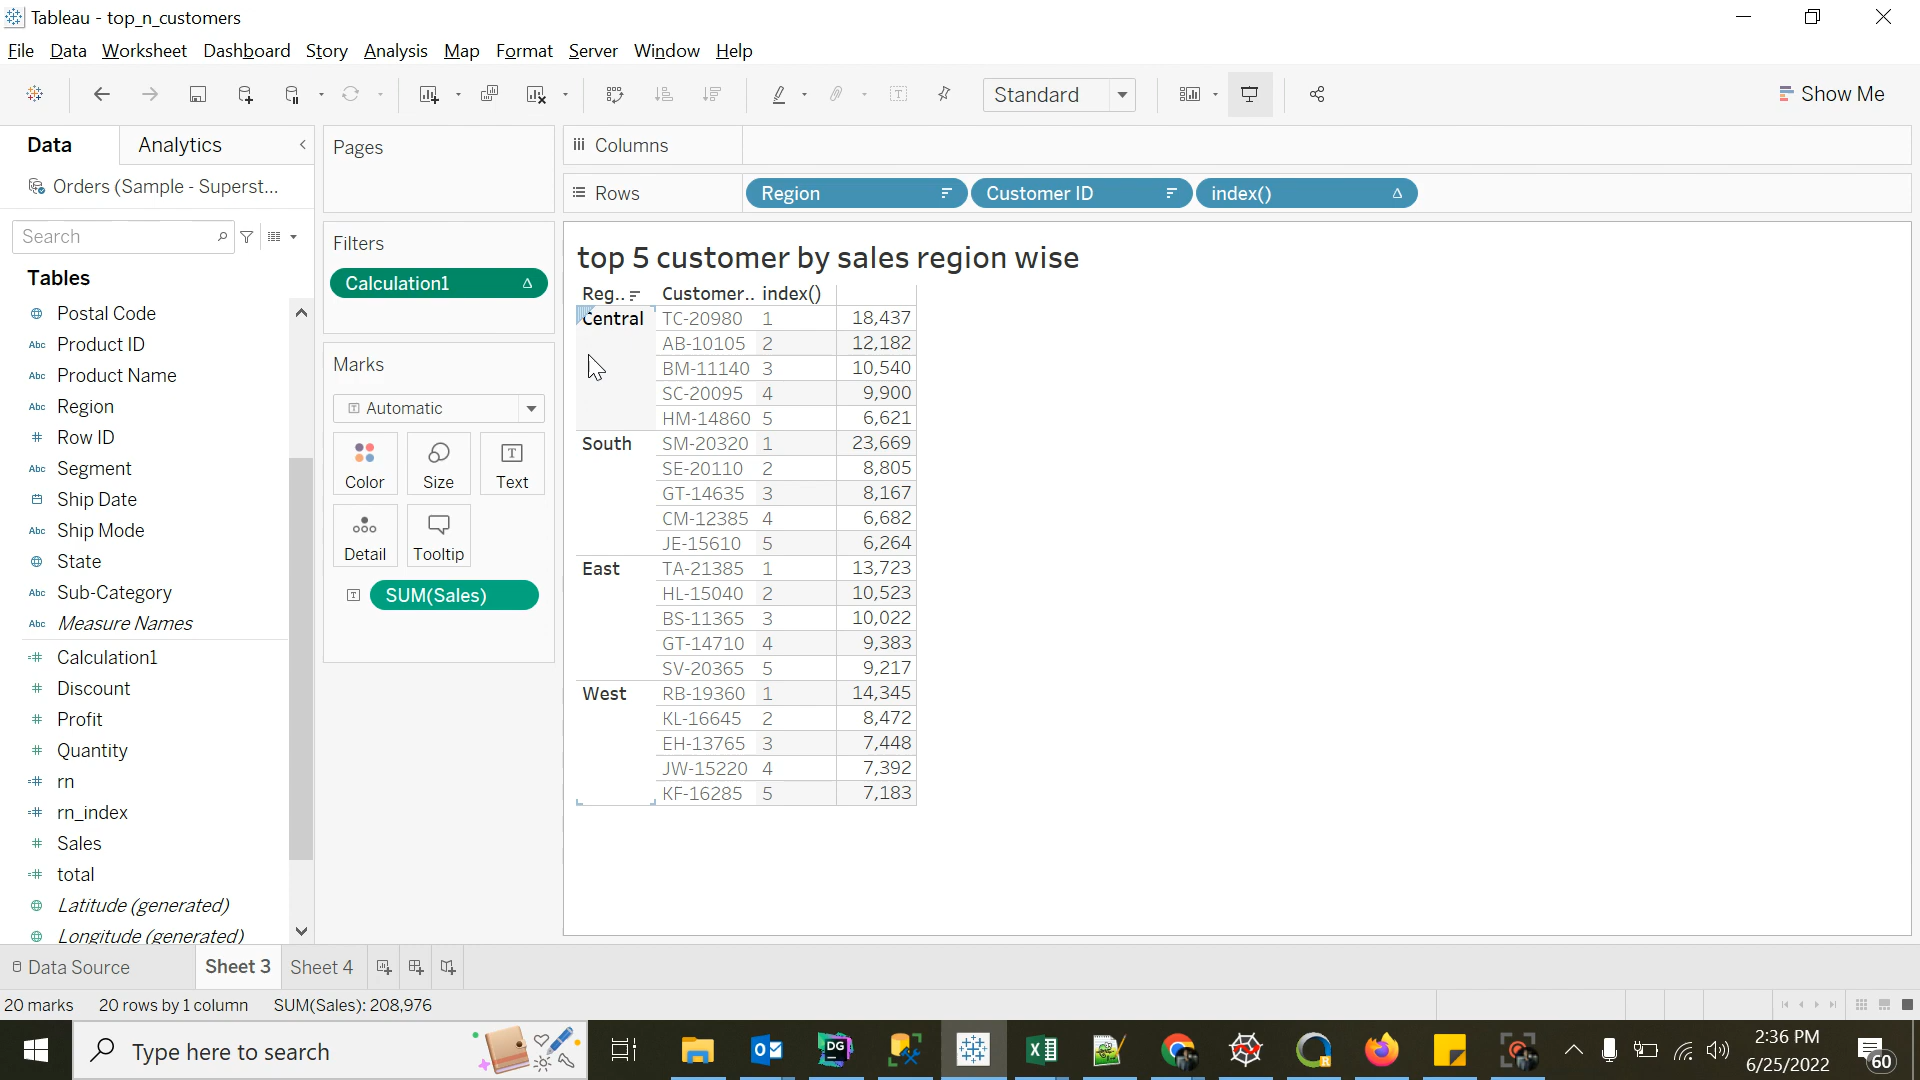 Tableau - top_n_customers
File Data Worksheet Dashboard Story Analysis Map Format Server Window Help
Standard
Show Me
Data Analytics
Orders (Sample - Superst...
Search
Tables
Postal Code
Abc Product ID
Abc Product Name
Abc Region
# Row ID
Abc Segment
Ship Date
Abc Ship Mode
State
Abc Sub-Category
Abc Measure Names
=# Calculation1
# Discount
# Profit
# Quantity
=# rn
=# rn_index
# Sales
=# total
Latitude (generated)
Longitude (generated)
Pages
Filters
Calculation1 Δ
Marks
Automatic
Color Size Text
Detail Tooltip
SUM(Sales)
Columns
Rows Region Customer ID index() Δ
top 5 customer by sales region wise
Reg.. Customer.. index()
Central TC-20980 1 18,437
AB-10105 2 12,182
BM-11140 3 10,540
SC-20095 4 9,900
HM-14860 5 6,621
South SM-20320 1 23,669
SE-20110 2 8,805
GT-14635 3 8,167
CM-12385 4 6,682
JE-15610 5 6,264
East TA-21385 1 13,723
HL-15040 2 10,523
BS-11365 3 10,022
GT-14710 4 9,383
SV-20365 5 9,217
West RB-19360 1 14,345
KL-16645 2 8,472
EH-13765 3 7,448
JW-15220 4 7,392
KF-16285 5 7,183
Data Source Sheet 3 Sheet 4
20 marks 20 rows by 1 column SUM(Sales): 208,976
Type here to search
DG
R
2:36 PM
6/25/2022
60